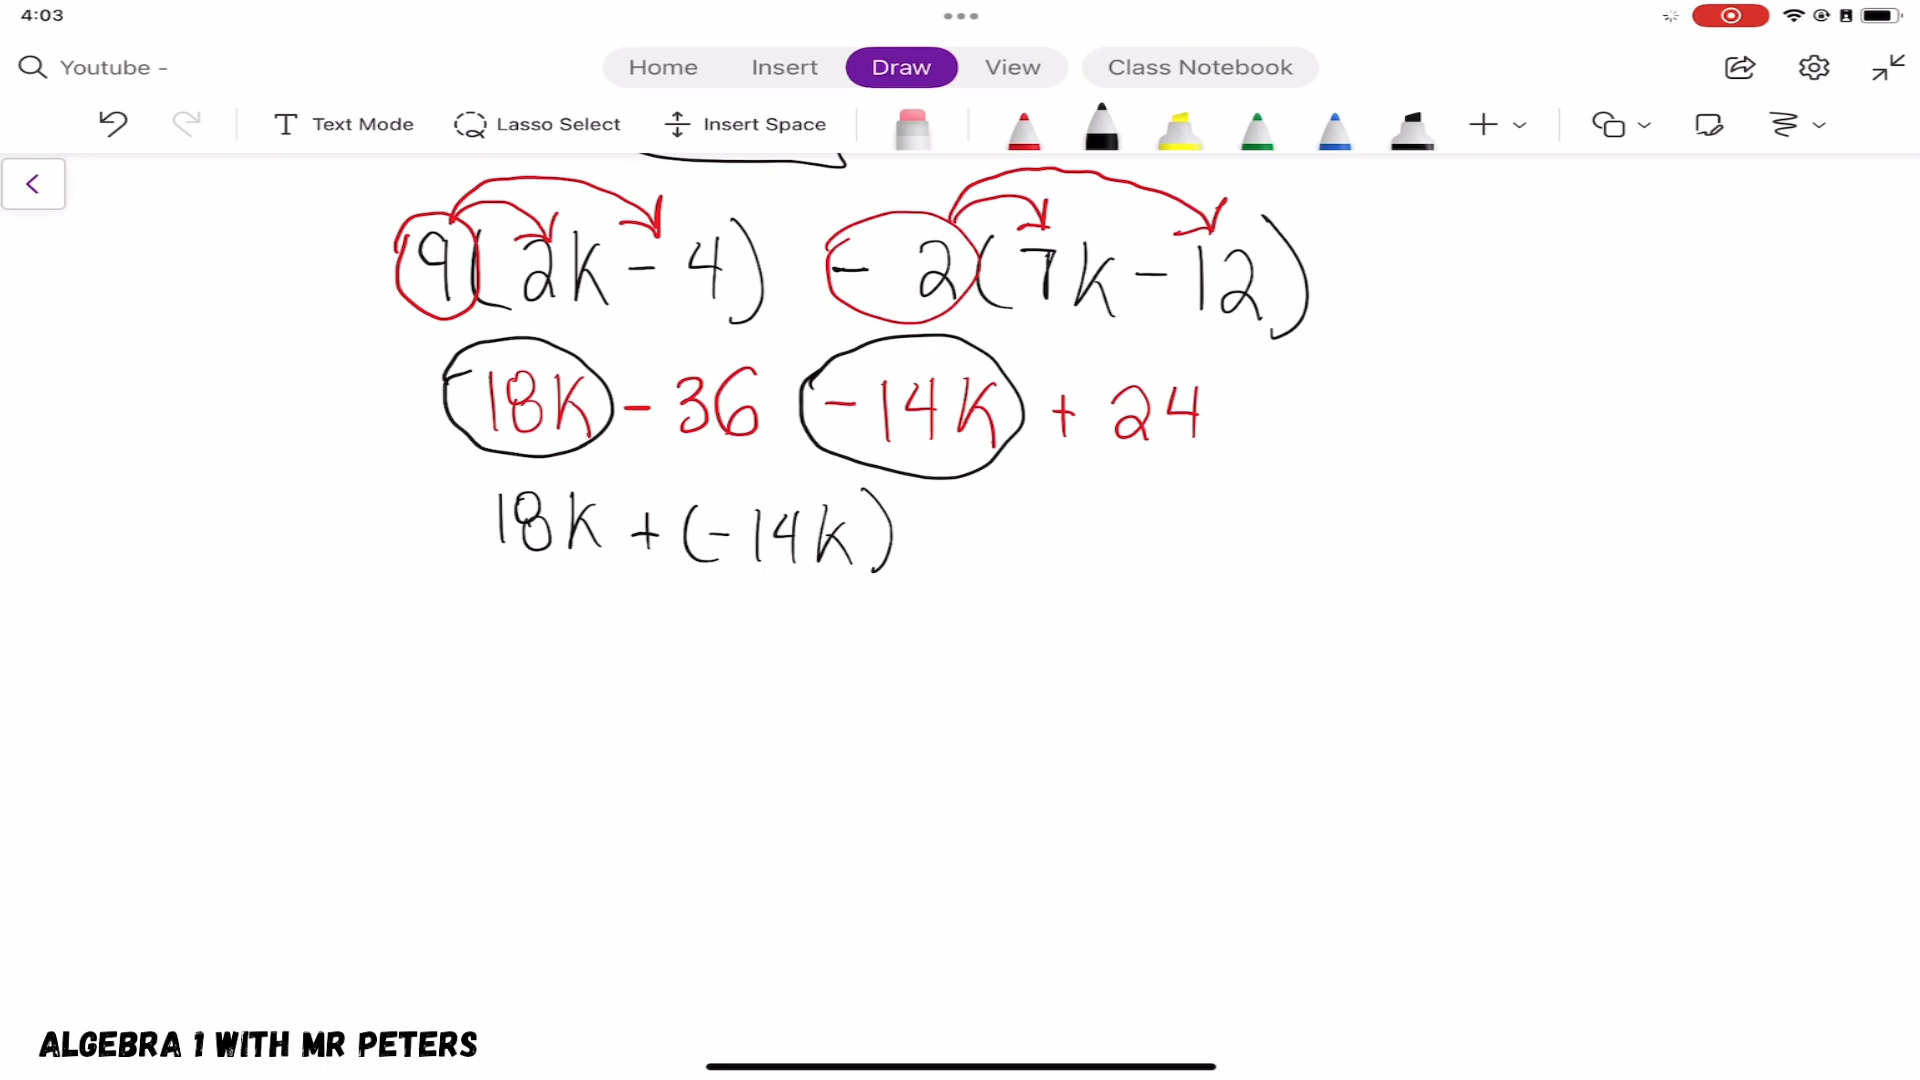 4:03
Youtube -
Home Insert Draw View Class Notebook
Text Mode Lasso Select Insert Space
9(2k - 4) - 2(7k - 12)
18k - 36 - 14k + 24
18k + (-14k)
ALGEBRA 1 WITH MR PETERS